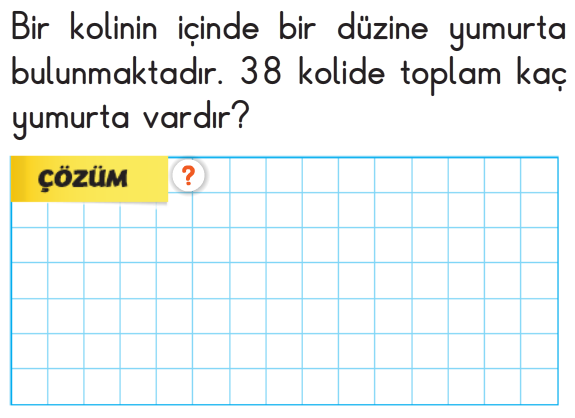 Bir kolinin içinde bir düzine yumurta
bulunmaktadır. 38 kolide toplam kaç
yumurta vardır?
ÇÖZÜM ?